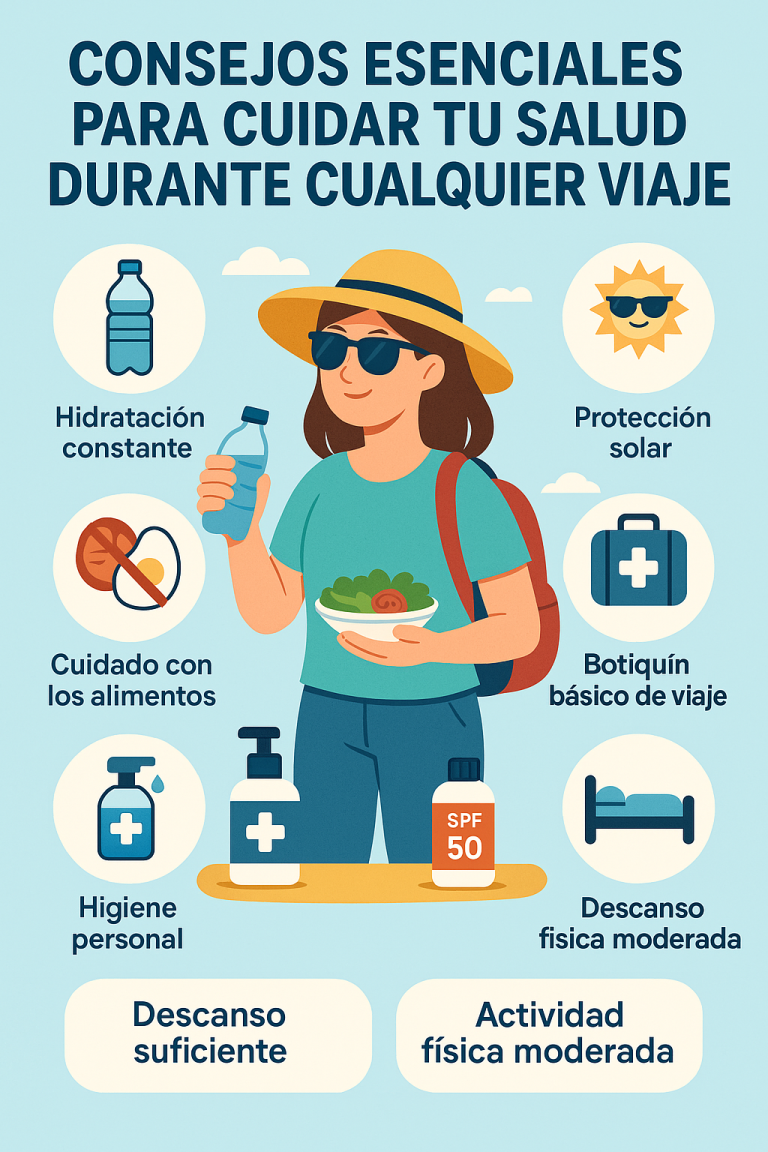 CONSEJOS ESENCIALES
PARA CUIDAR TU SALUD
DURANTE CUALQUIER VIAJE
Hidratación
constante
Protección
solar
Cuidado con
los alimentos
Botiquín
básico de viaje
SPF
50
Higiene
personal
Descanso
fisica moderada
Descanso
suficiente
Actividad
física moderada